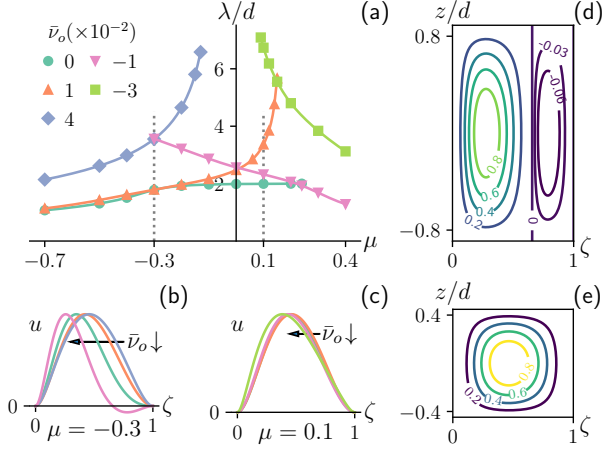 λ/d (a)
ν̄ₒ(×10⁻²)
0 −1
1 −3
4
6
4
2
μ
−0.7 −0.3 0.1 0.4
(d)
z/d
0.8
−0.8
-0.03
-0.06
0.8
0.6
0.4
0.2
0
0 1 ζ
(b)
u
ν̄ₒ↓
0
0 1 ζ
μ = −0.3
(c)
u
ν̄ₒ↓
0
0 1 ζ
μ = 0.1
(e)
z/d
0.4
−0.4
0.8
0.6
0.4
0.2
0 1 ζ